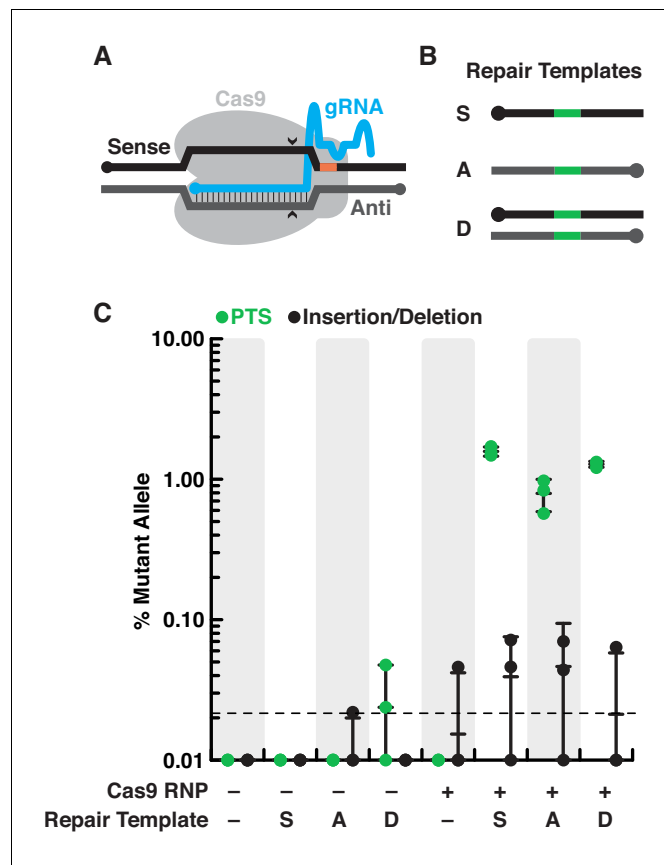 A
Cas9
gRNA
Sense
Anti
B
Repair Templates
S
A
D
C
PTS Insertion/Deletion
% Mutant Allele
10.00
1.00
0.10
0.01
Cas9 RNP – – – – + + + +
Repair Template – S A D – S A D